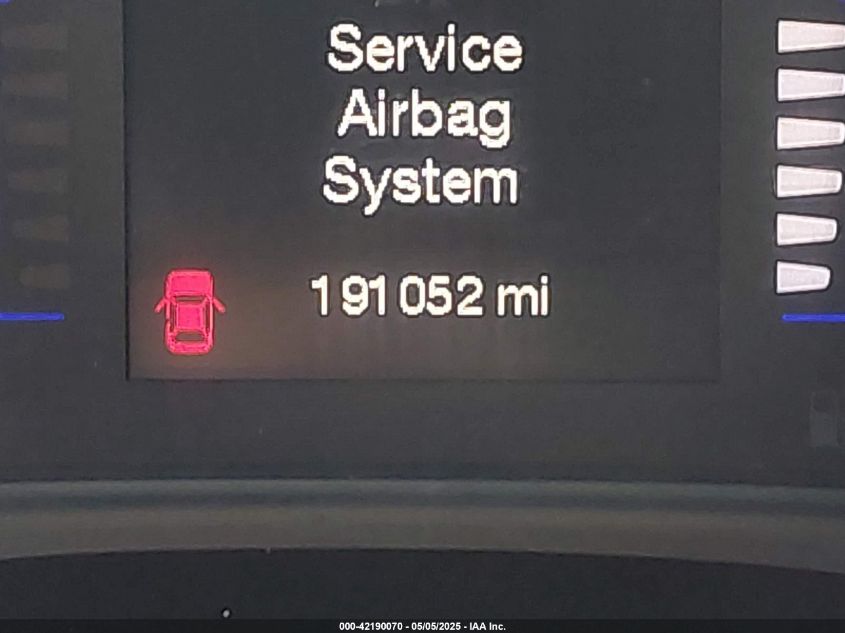 Service
Airbag
System
191052 mi
000-42190070 - 05/05/2025 - IAA Inc.